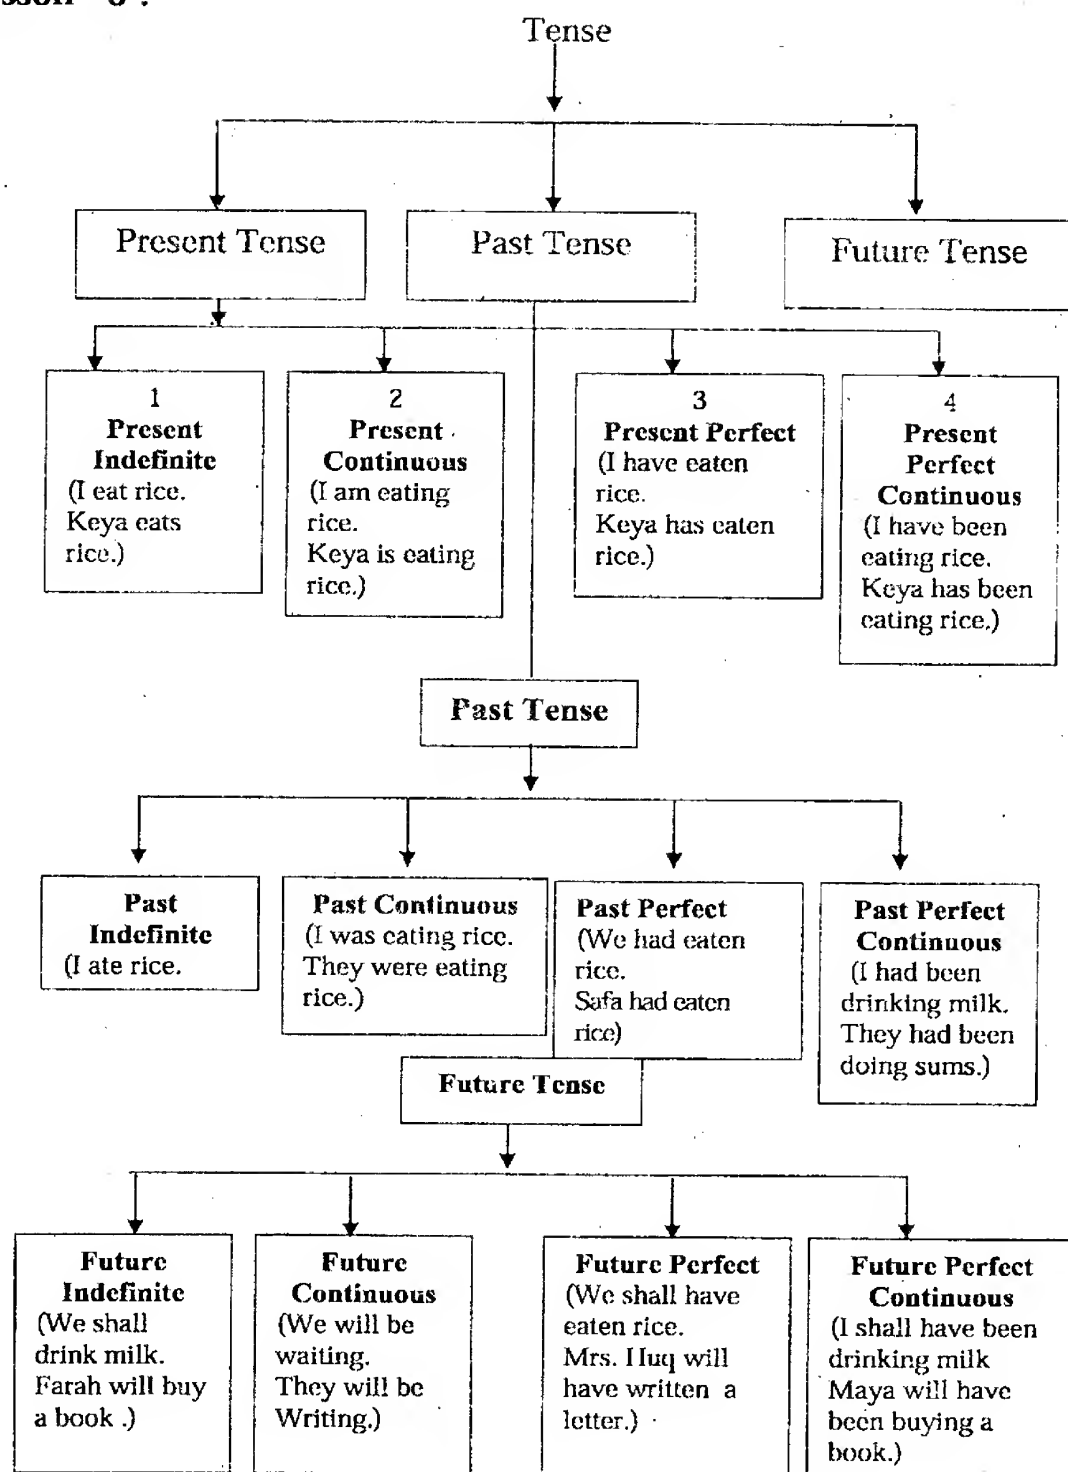 Tense
Present Tense
Past Tense
Future Tense
1
Present
Indefinite
(I eat rice.
Keya eats
rice.)
2
Present
Continuous
(I am eating
rice.
Keya is eating
rice.)
3
Present Perfect
(I have eaten
rice.
Keya has eaten
rice.)
4
Present
Perfect
Continuous
(I have been
eating rice.
Keya has been
eating rice.)
Past Tense
Past
Indefinite
(I ate rice.
Past Continuous
(I was eating rice.
They were eating
rice.)
Past Perfect
(We had eaten
rice.
Safa had eaten
rice)
Past Perfect
Continuous
(I had been
drinking milk.
They had been
doing sums.)
Future Tense
Future
Indefinite
(We shall
drink milk.
Farah will buy
a book .)
Future
Continuous
(We will be
waiting.
They will be
Writing.)
Future Perfect
(We shall have
eaten rice.
Mrs. Huq will
have written a
letter.)
Future Perfect
Continuous
(I shall have been
drinking milk
Maya will have
been buying a
book.)